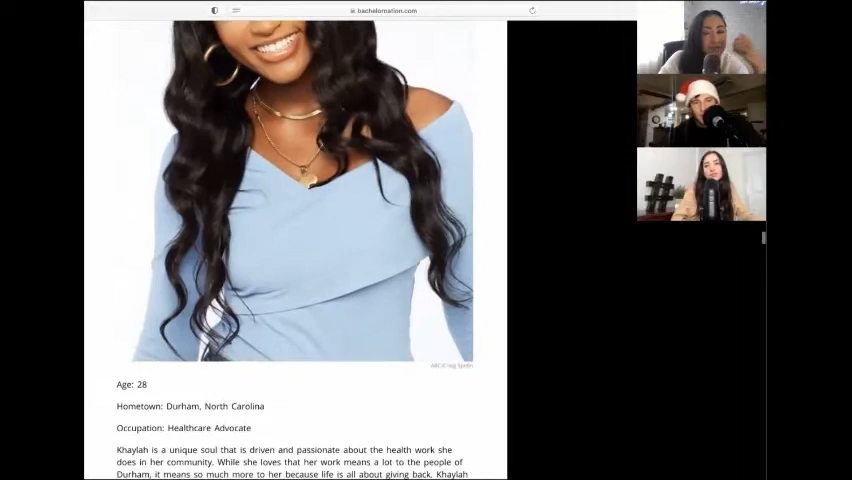 bachelornation.com
Age: 28
Hometown: Durham, North Carolina
Occupation: Healthcare Advocate
Khaylah is a unique soul that is driven and passionate about the health work she
does in her community. While she loves that her work means a lot to the people of
Durham, it means so much more to her because life is all about giving back. Khaylah